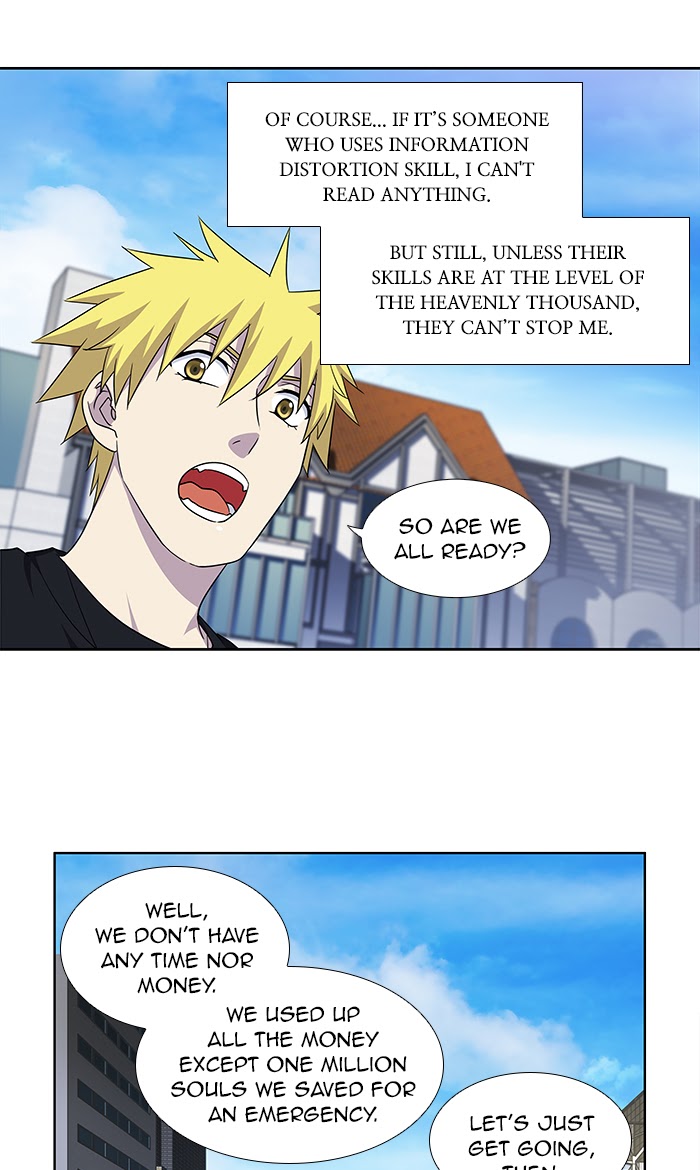 OF COURSE... IF IT'S SOMEONE
WHO USES INFORMATION
DISTORTION SKILL, I CAN'T
READ ANYTHING.
BUT STILL, UNLESS THEIR
SKILLS ARE AT THE LEVEL OF
THE HEAVENLY THOUSAND,
THEY CAN'T STOP ME.
SO ARE WE
ALL READY?
WELL,
WE DON'T HAVE
ANY TIME NOR
MONEY.
WE USED UP
ALL THE MONEY
EXCEPT ONE MILLION
SOULS WE SAVED FOR
AN EMERGENCY.
LET'S JUST
GET GOING,
THEN